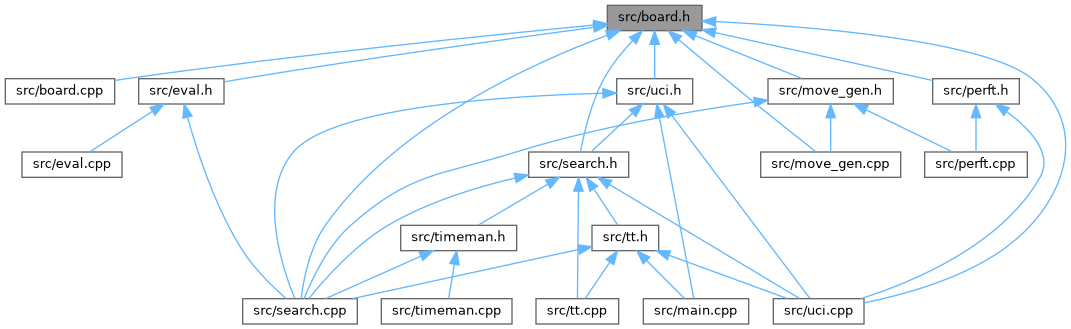 src/board.h
src/board.cpp
src/eval.h
src/uci.h
src/move_gen.h
src/perft.h
src/eval.cpp
src/search.h
src/move_gen.cpp
src/perft.cpp
src/timeman.h
src/tt.h
src/search.cpp
src/timeman.cpp
src/tt.cpp
src/main.cpp
src/uci.cpp